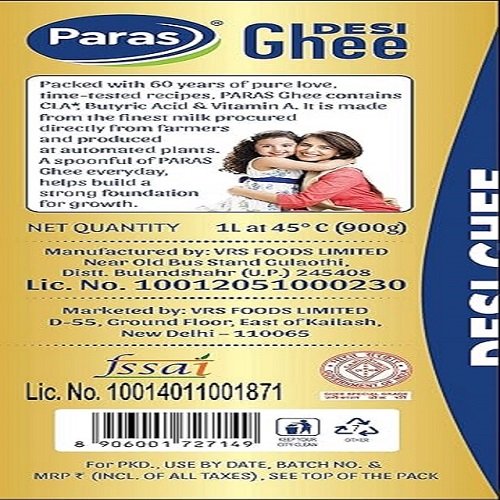 Paras®
DESI
Ghee
Packed with 60 years of pure love,
time-tested recipes, PARAS Ghee contains
CLA*, Butyric Acid & Vitamin A. It is made
from the finest milk procured
directly from farmers
and produced
at automated plants.
A spoonful of PARAS
Ghee everyday,
helps build a
strong foundation
for growth.
NET QUANTITY 1L at 45° C (900g)
Manufactured by: VRS FOODS LIMITED
Near Old Bus Stand Gulaothi,
Distt. Bulandshahr (U.P.) 245408
Lic. No. 10012051000230
Marketed by: VRS FOODS LIMITED
D-55, Ground Floor, East of Kailash,
New Delhi – 110065
fssai
Lic. No. 10014011001871
8 906001 727149
KEEP YOUR
CITY CLEAN
7
OTHER
For PKD., USE BY DATE, BATCH NO. &
MRP ₹ (INCL. OF ALL TAXES) , SEE TOP OF THE PACK
DESI GHEE